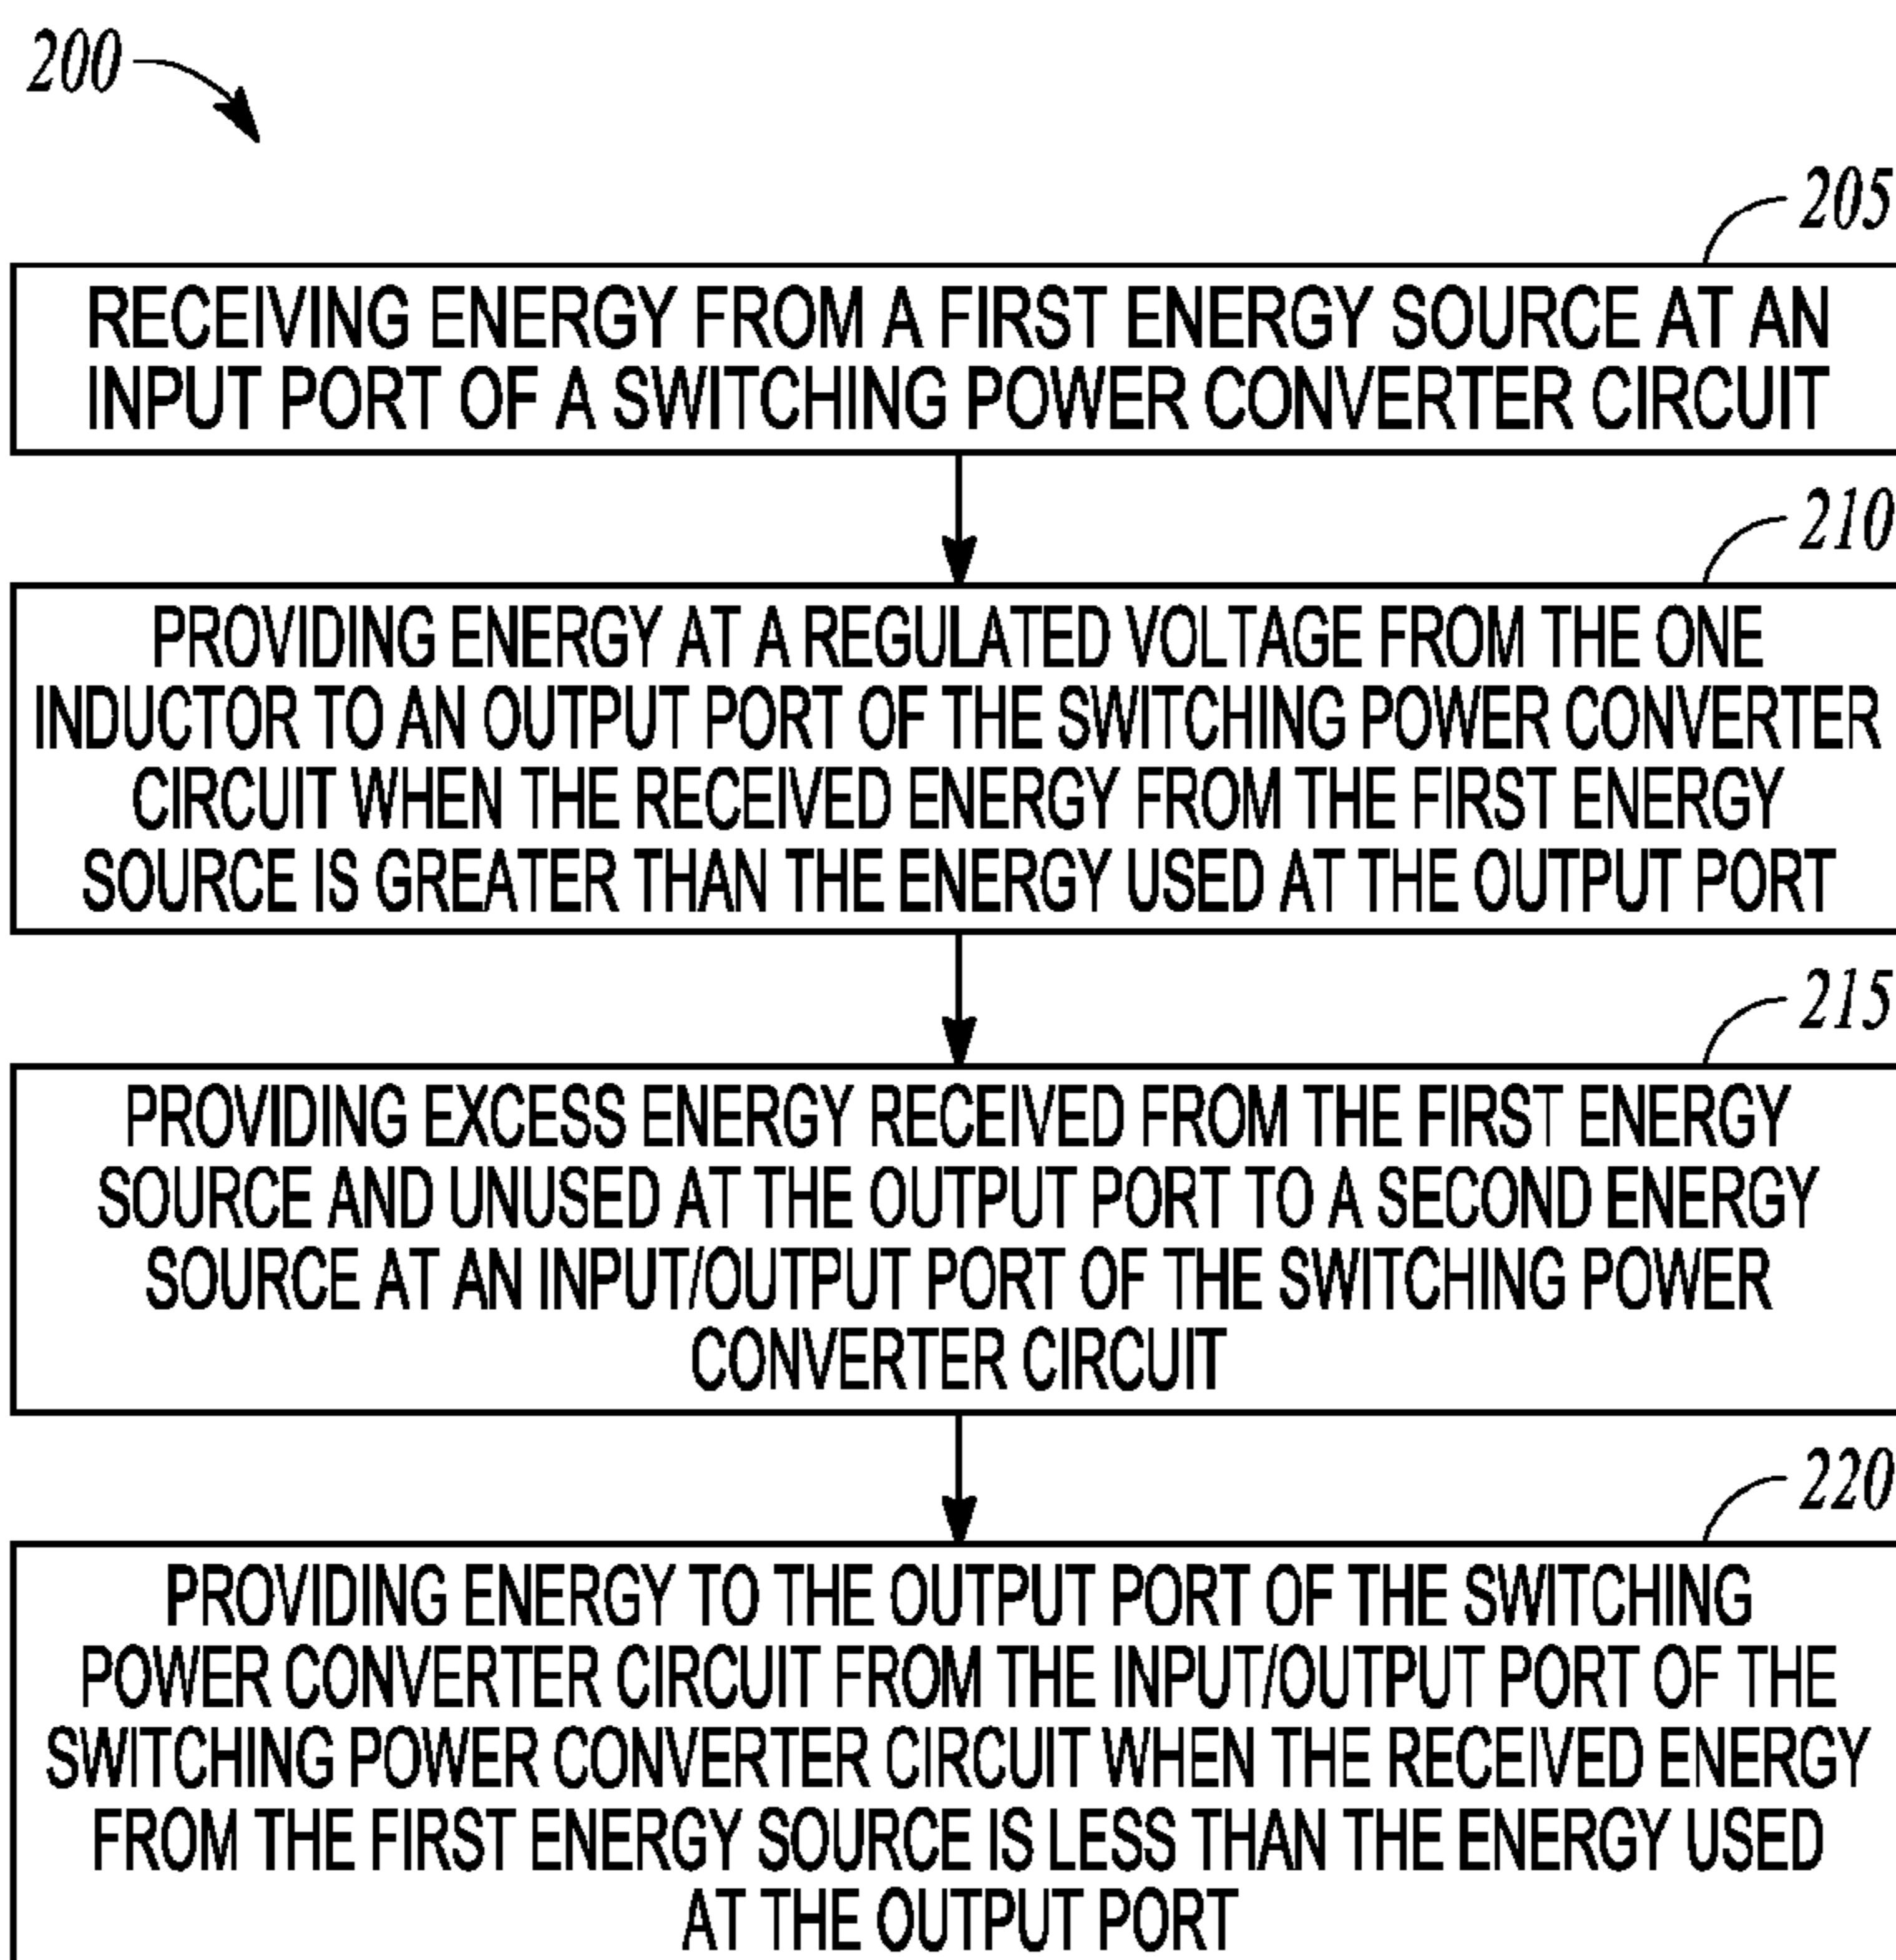 200
205
RECEIVING ENERGY FROM A FIRST ENERGY SOURCE AT AN
INPUT PORT OF A SWITCHING POWER CONVERTER CIRCUIT
210
PROVIDING ENERGY AT A REGULATED VOLTAGE FROM THE ONE
INDUCTOR TO AN OUTPUT PORT OF THE SWITCHING POWER CONVERTER
CIRCUIT WHEN THE RECEIVED ENERGY FROM THE FIRST ENERGY
SOURCE IS GREATER THAN THE ENERGY USED AT THE OUTPUT PORT
215
PROVIDING EXCESS ENERGY RECEIVED FROM THE FIRST ENERGY
SOURCE AND UNUSED AT THE OUTPUT PORT TO A SECOND ENERGY
SOURCE AT AN INPUT/OUTPUT PORT OF THE SWITCHING POWER
CONVERTER CIRCUIT
220
PROVIDING ENERGY TO THE OUTPUT PORT OF THE SWITCHING
POWER CONVERTER CIRCUIT FROM THE INPUT/OUTPUT PORT OF THE
SWITCHING POWER CONVERTER CIRCUIT WHEN THE RECEIVED ENERGY
FROM THE FIRST ENERGY SOURCE IS LESS THAN THE ENERGY USED
AT THE OUTPUT PORT